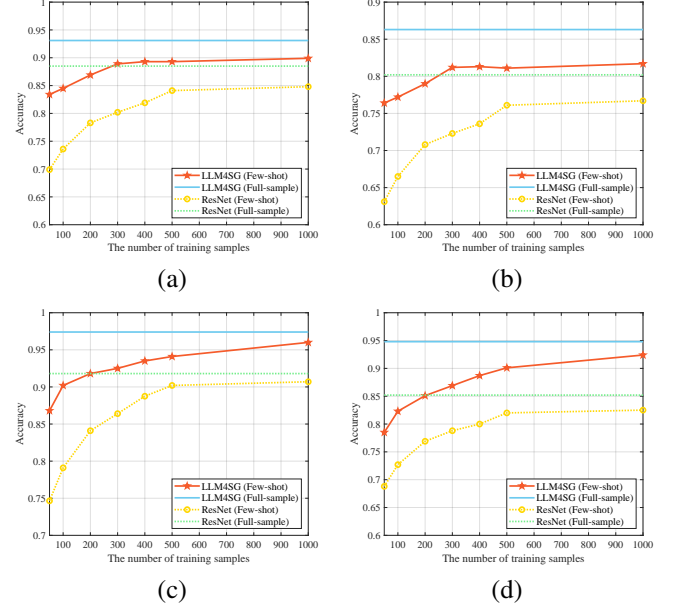 1
0.95
0.9
0.85
0.8
0.75
0.7
0.65
0.6
Accuracy
LLM4SG (Few-shot)
LLM4SG (Full-sample)
ResNet (Few-shot)
ResNet (Full-sample)
100 200 300 400 500 600 700 800 900 1000
The number of training samples
(a)
0.9
0.85
0.8
0.75
0.7
0.65
0.6
Accuracy
LLM4SG (Few-shot)
LLM4SG (Full-sample)
ResNet (Few-shot)
ResNet (Full-sample)
100 200 300 400 500 600 700 800 900 1000
The number of training samples
(b)
1
0.95
0.9
0.85
0.8
0.75
0.7
Accuracy
LLM4SG (Few-shot)
LLM4SG (Full-sample)
ResNet (Few-shot)
ResNet (Full-sample)
100 200 300 400 500 600 700 800 900 1000
The number of training samples
(c)
1
0.95
0.9
0.85
0.8
0.75
0.7
0.65
0.6
Accuracy
LLM4SG (Few-shot)
LLM4SG (Full-sample)
ResNet (Few-shot)
ResNet (Full-sample)
100 200 300 400 500 600 700 800 900 1000
The number of training samples
(d)